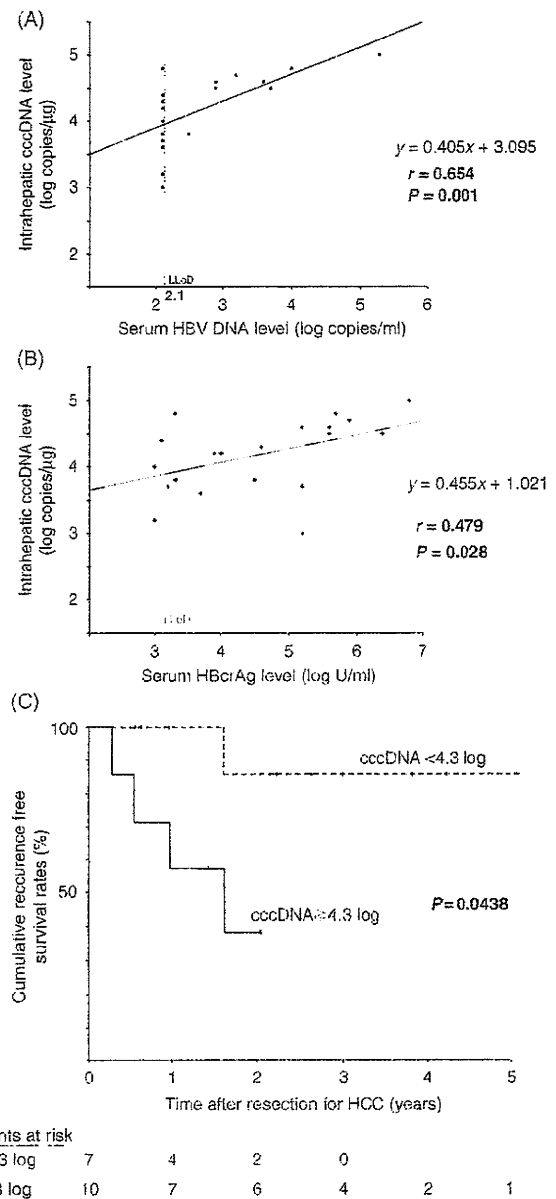 (A)
Intrahepatic cccDNA level
(log copies/µg)
5
4
3
2
y = 0.405x + 3.095
r = 0.654
P = 0.001
LLoD
2.1
2 3 4 5 6
Serum HBV DNA level (log copies/ml)
(B)
Intrahepatic cccDNA level
(log copies/µg)
5
4
3
2
y = 0.455x + 1.021
r = 0.479
P = 0.028
3 4 5 6 7
Serum HBcrAg level (log U/ml)
(C)
Cumulative reccurence free
survival rates (%)
100
50
cccDNA <4.3 log
cccDNA≥4.3 log
P=0.0438
0 1 2 3 4 5
Time after resection for HCC (years)
nts at risk
3 log 7 4 2 0
3 log 10 7 6 4 2 1